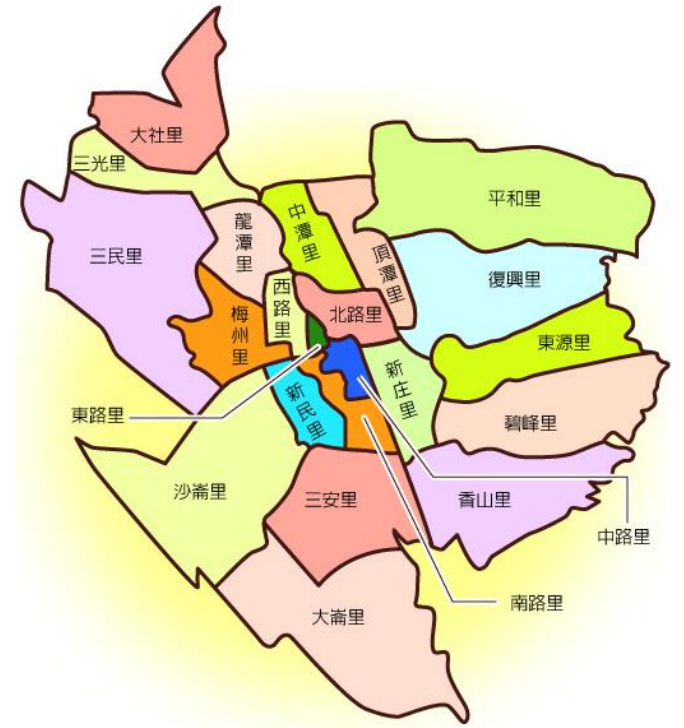 大社里
三光里
平和里
中潭里
龍潭里
頂潭里
三民里
復興里
西路里
北路里
梅州里
東源里
新庄里
新民里
東路里
碧峰里
沙崙里
三安里
香山里
中路里
南路里
大崙里